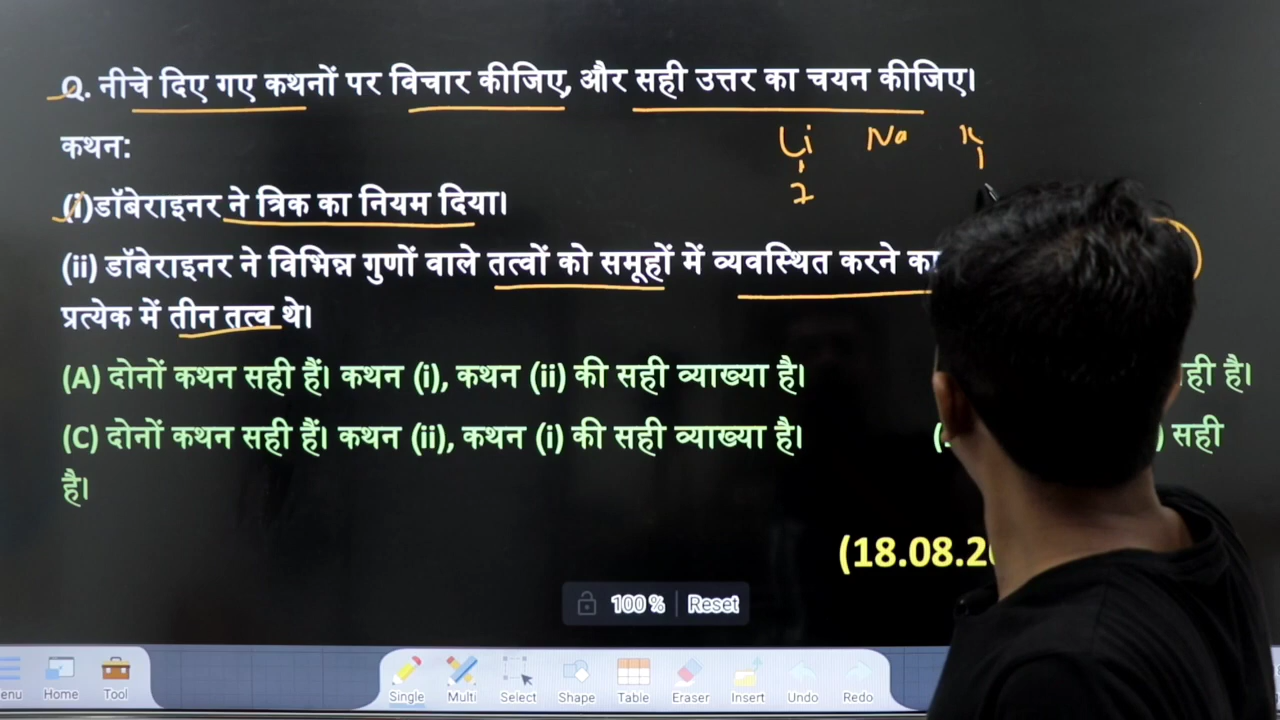 Q. नीचे दिए गए कथनों पर विचार कीजिए, और सही उत्तर का चयन कीजिए।
कथन:
Li Na K
7
(i)डॉबेराइनर ने त्रिक का नियम दिया।
(ii) डॉबेराइनर ने विभिन्न गुणों वाले तत्वों को समूहों में व्यवस्थित करने का
प्रत्येक में तीन तत्व थे।
(A) दोनों कथन सही हैं। कथन (i), कथन (ii) की सही व्याख्या है। है।
(C) दोनों कथन सही हैं। कथन (ii), कथन (i) की सही व्याख्या है। ) सही
है।
(18.08.2
100 % Reset
Home Tool Single Multi Select Shape Table Eraser Insert Undo Redo